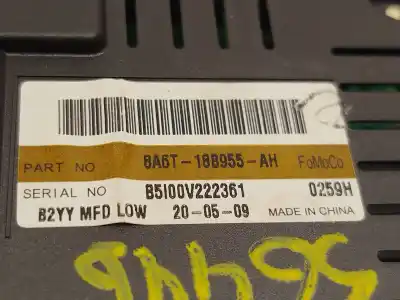 PART NO 8A6T-18B955-AH FoMoCo
SERIAL NO B5I00V222361 0259H
B2YY MFD LOW 20-05-09 MADE IN CHINA